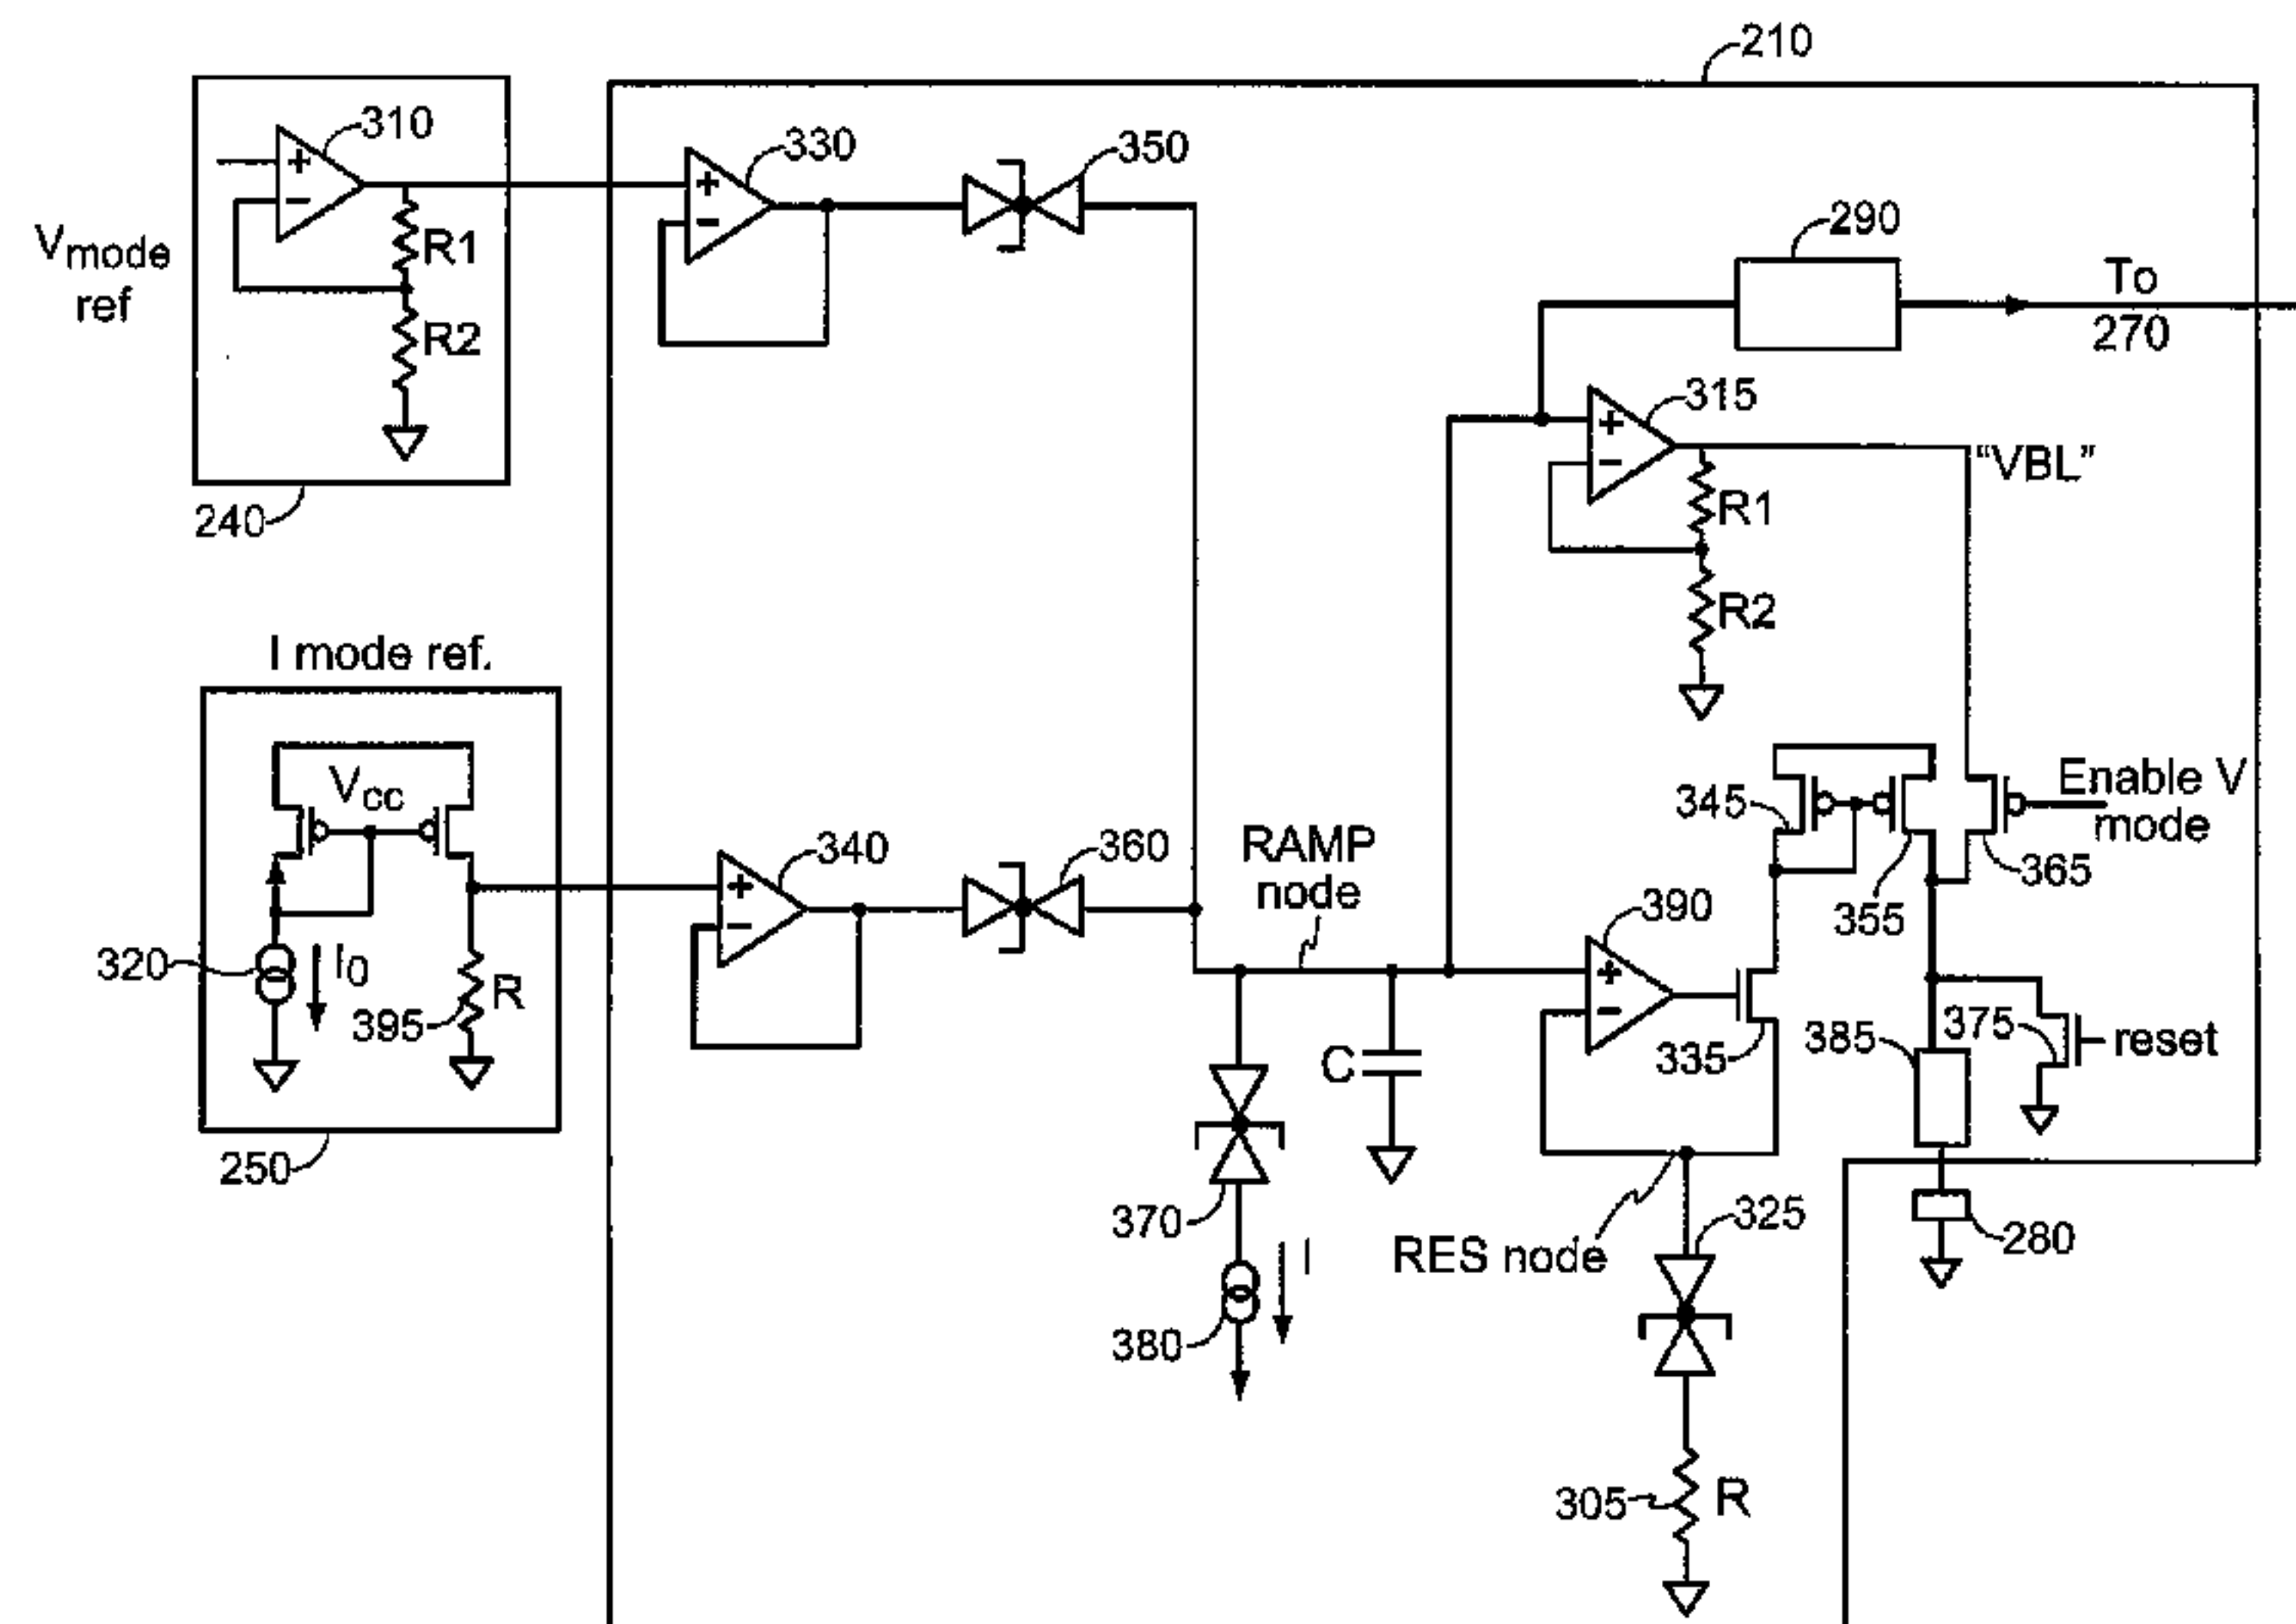 210
310
+
−
V_mode
ref
R1
R2
240
330
+
−
350
290
To
270
315
+
−
"VBL"
R1
R2
I mode ref.
Vcc
320
I0
395
R
250
340
+
−
360
RAMP
node
C
370
380
I
390
+
−
335
345
355
Enable V
mode
365
375
reset
385
280
RES node
325
305
R